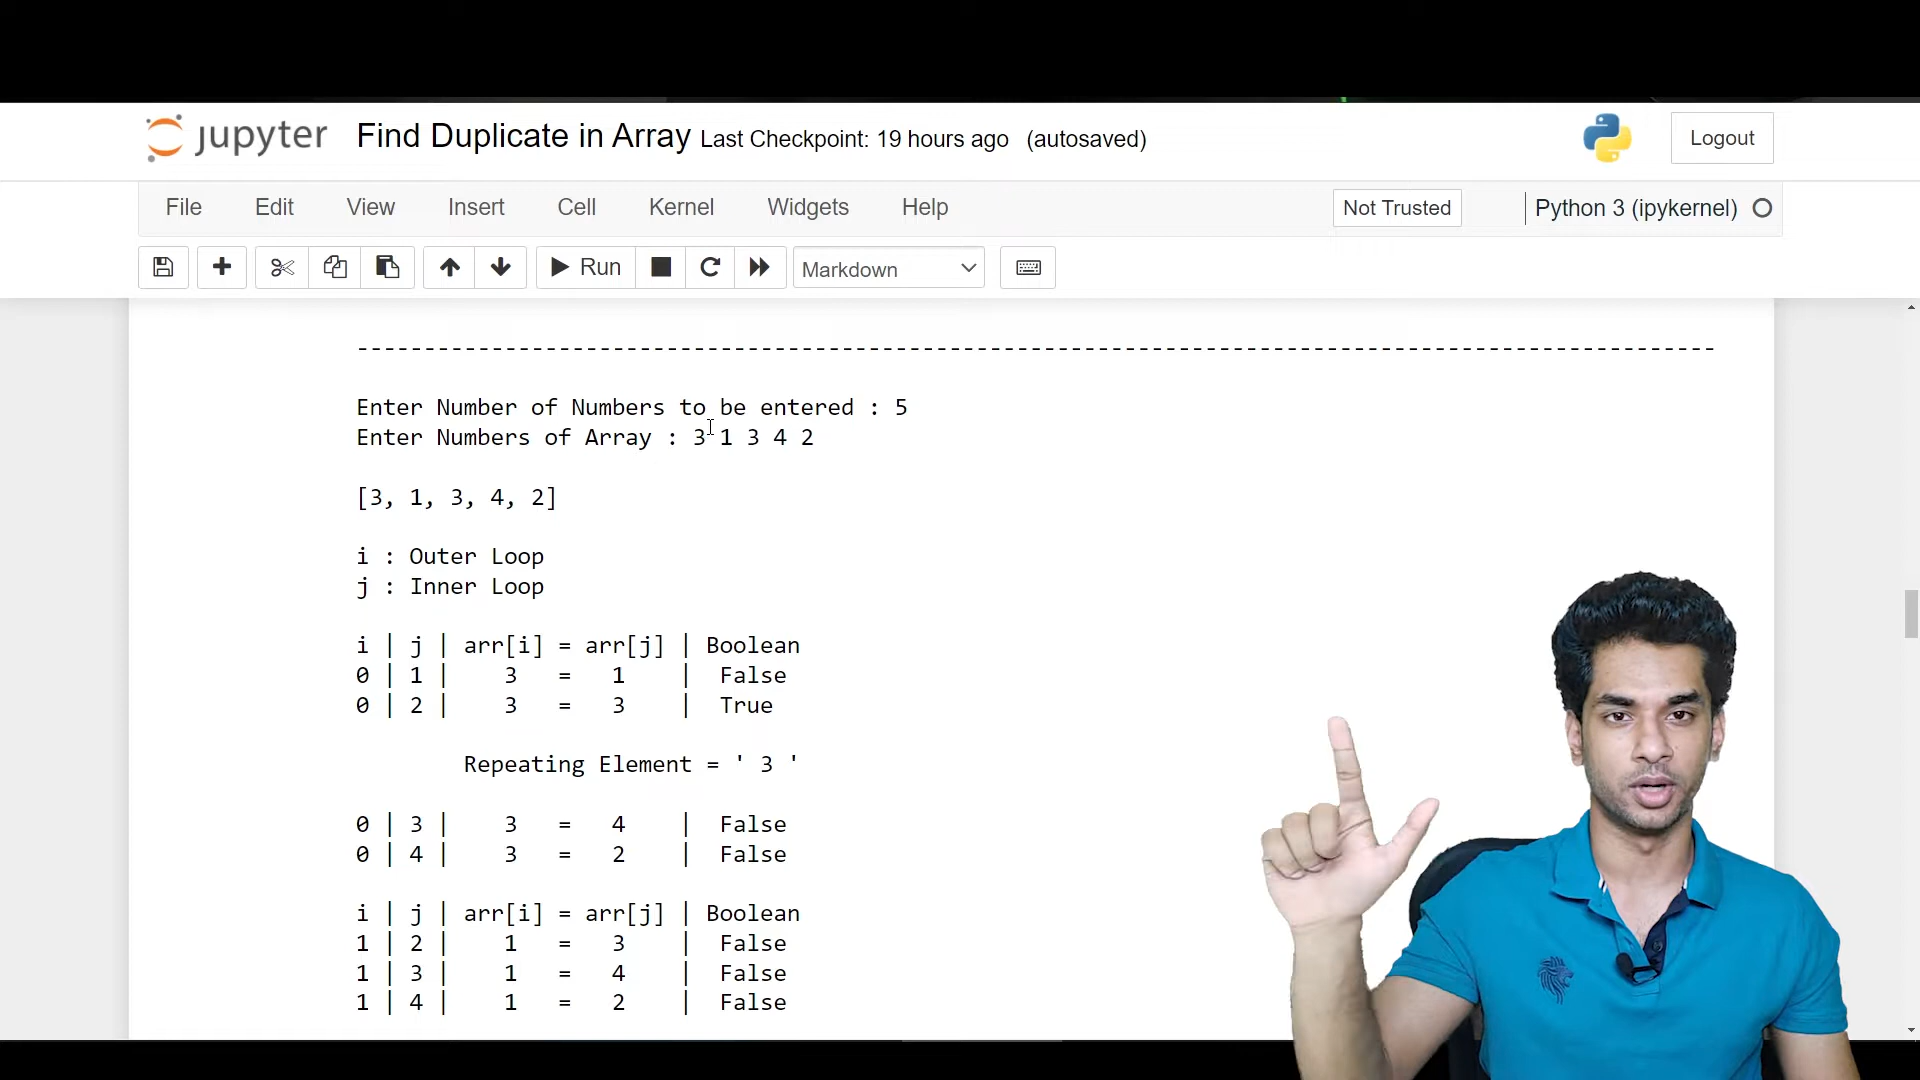 jupyter Find Duplicate in Array Last Checkpoint: 19 hours ago (autosaved) Logout
File Edit View Insert Cell Kernel Widgets Help Not Trusted Python 3 (ipykernel)
Run Markdown
--------------------------------------------------------------------------------
Enter Number of Numbers to be entered : 5
Enter Numbers of Array : 3 1 3 4 2
[3, 1, 3, 4, 2]
i : Outer Loop
j : Inner Loop
i | j | arr[i] = arr[j] | Boolean
0 | 1 | 3 = 1 | False
0 | 2 | 3 = 3 | True
Repeating Element = ' 3 '
0 | 3 | 3 = 4 | False
0 | 4 | 3 = 2 | False
i | j | arr[i] = arr[j] | Boolean
1 | 2 | 1 = 3 | False
1 | 3 | 1 = 4 | False
1 | 4 | 1 = 2 | False